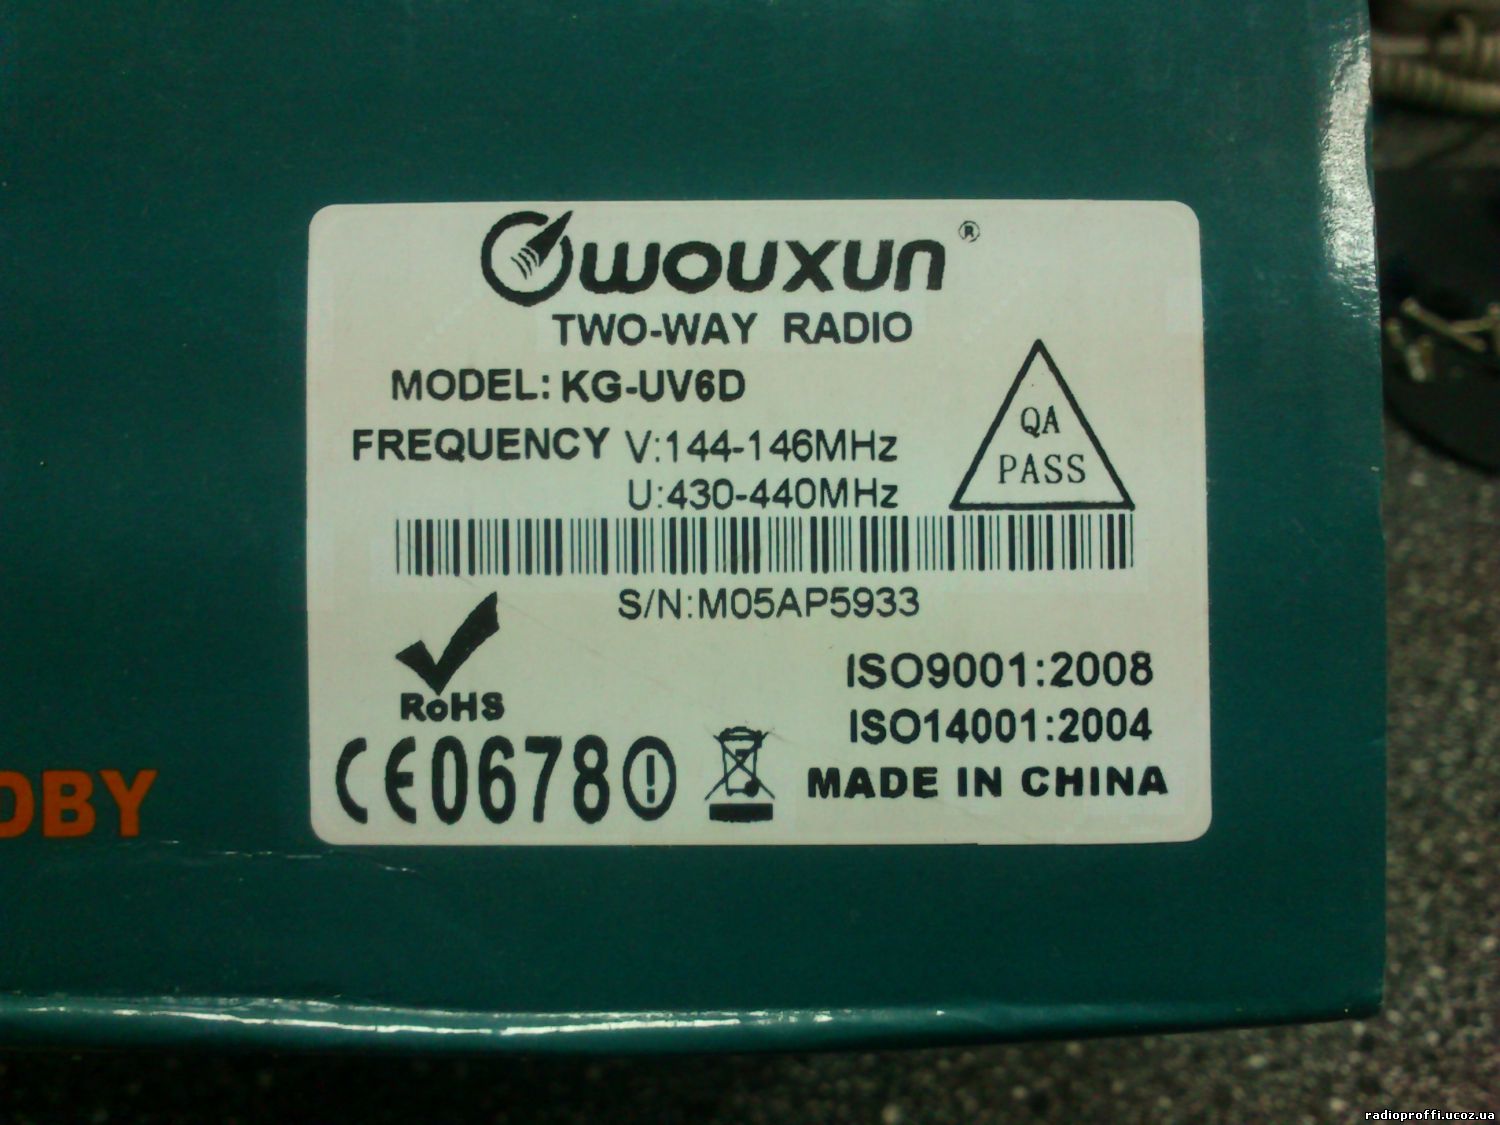 WOUXUN®
TWO-WAY RADIO
MODEL: KG-UV6D
FREQUENCY V:144-146MHz
U:430-440MHz
QA
PASS
S/N:M05AP5933
RoHS
ISO9001:2008
ISO14001:2004
CE0678
MADE IN CHINA
DBY
radioproffi.ucoz.ua